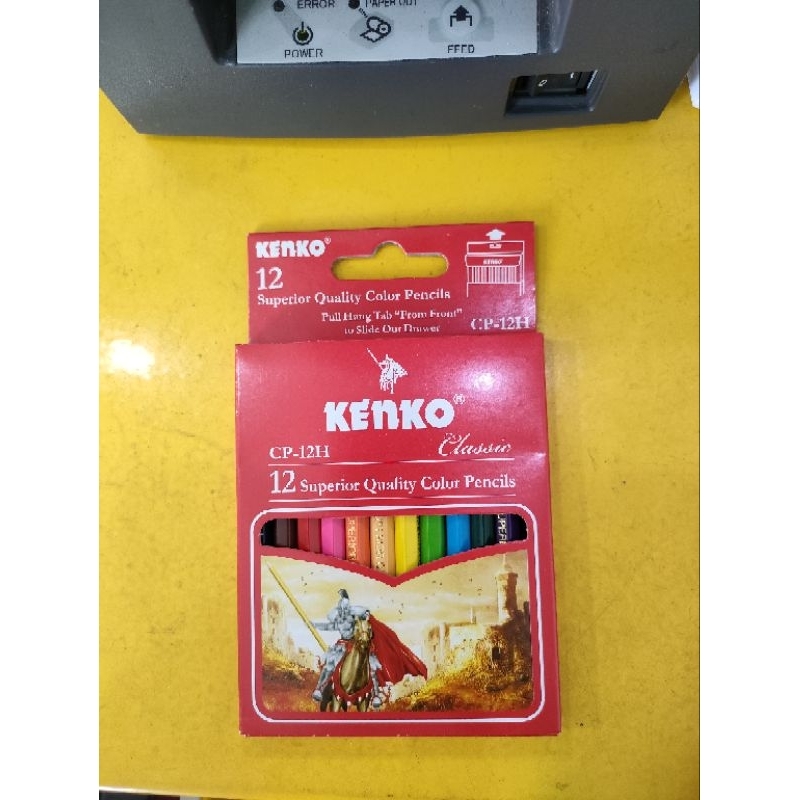 ERROR
PAPER OUT
POWER
FEED
KENKO®
12
Superior Quality Color Pencils
Pull Hang Tab "From Front"
to Slide Out Drawer
KENKO
CP-12H
KENKO®
CP-12H
Classic
12 Superior Quality Color Pencils